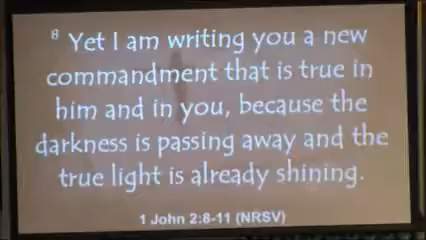 8 Yet I am writing you a new
commandment that is true in
him and in you, because the
darkness is passing away and the
true light is already shining.
1 John 2:8-11 (NRSV)